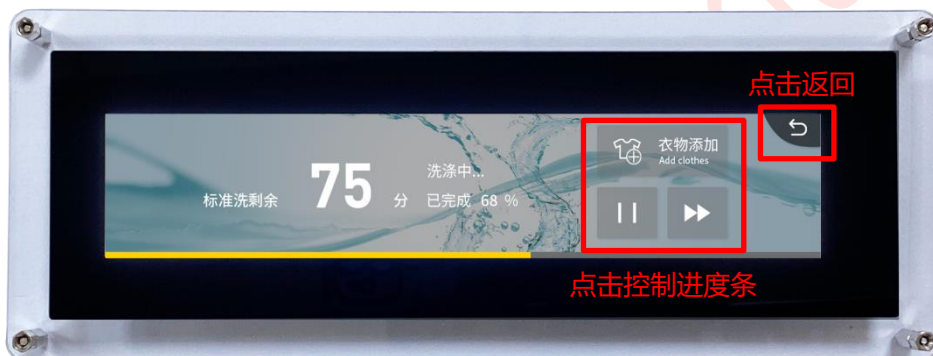 点击返回
衣物添加
Add clothes
洗涤中...
标准洗剩余 75 分 已完成 68 %
点击控制进度条